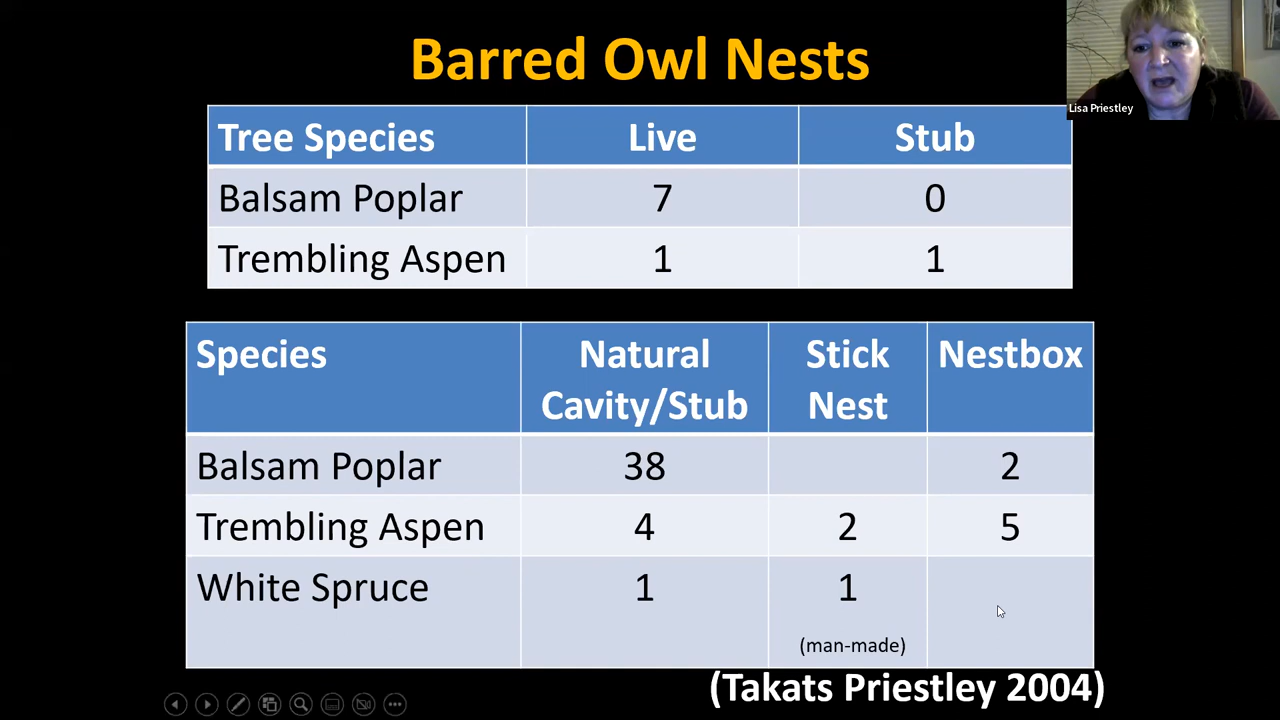 Barred Owl Nests
Lisa Priestley
Tree Species Live Stub
Balsam Poplar 7 0
Trembling Aspen 1 1
Species Natural Cavity/Stub Stick Nest Nestbox
Balsam Poplar 38 2
Trembling Aspen 4 2 5
White Spruce 1 1
(man-made)
(Takats Priestley 2004)